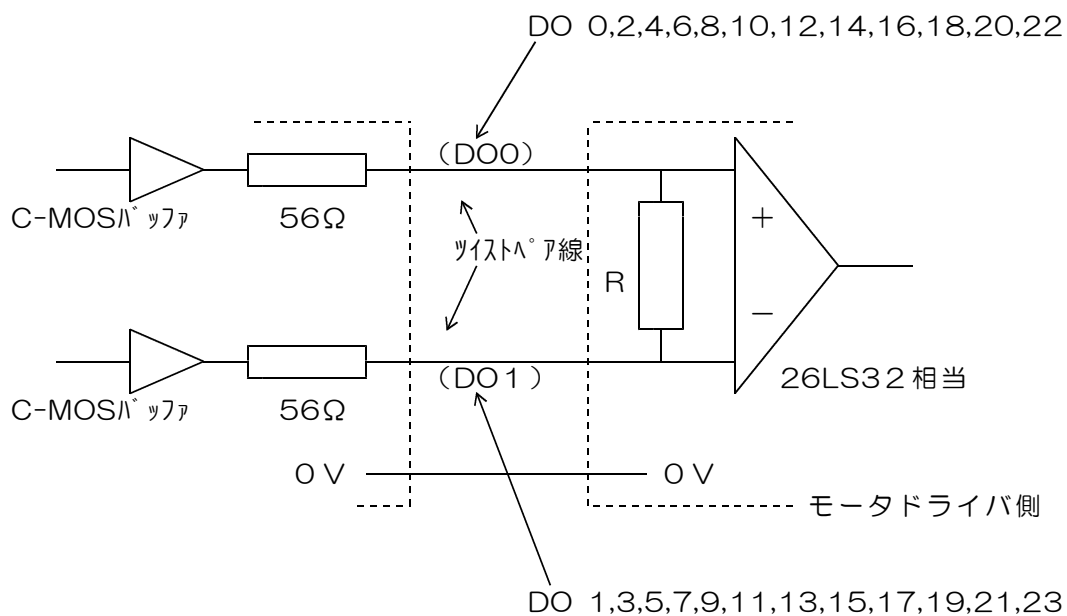 DO 0,2,4,6,8,10,12,14,16,18,20,22
(DO0)
C-MOSﾊﾞｯﾌｧ
56Ω
ﾂｲｽﾄﾍﾟｱ線
R
+
−
(DO1)
26LS32相当
C-MOSﾊﾞｯﾌｧ
56Ω
0V
0V
モータドライバ側
DO 1,3,5,7,9,11,13,15,17,19,21,23